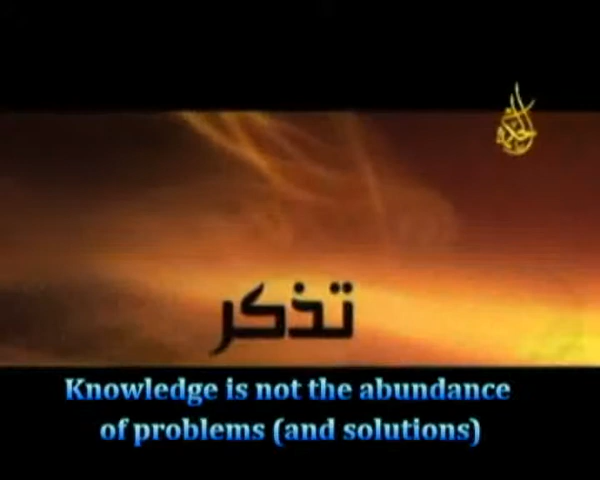 تذكر
Knowledge is not the abundance
of problems (and solutions)